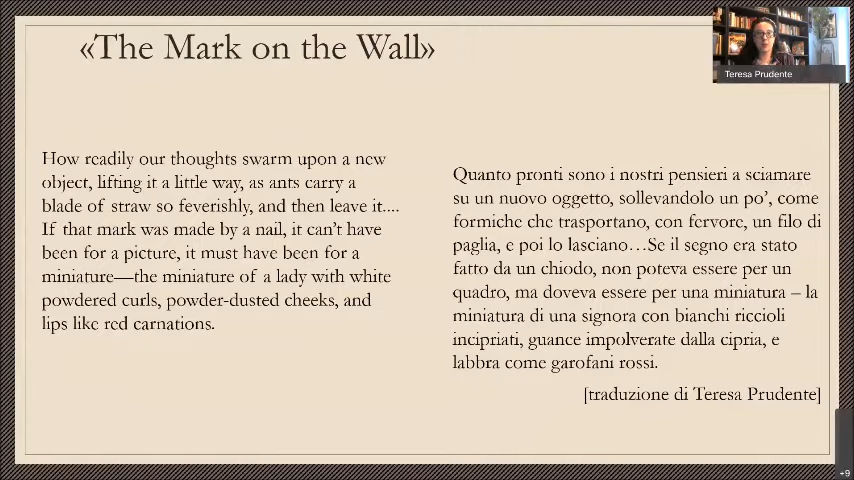 «The Mark on the Wall»
Teresa Prudente
How readily our thoughts swarm upon a new
object, lifting it a little way, as ants carry a
blade of straw so feverishly, and then leave it....
If that mark was made by a nail, it can't have
been for a picture, it must have been for a
miniature—the miniature of a lady with white
powdered curls, powder-dusted cheeks, and
lips like red carnations.
Quanto pronti sono i nostri pensieri a sciamare
su un nuovo oggetto, sollevandolo un po', come
formiche che trasportano, con fervore, un filo di
paglia, e poi lo lasciano…Se il segno era stato
fatto da un chiodo, non poteva essere per un
quadro, ma doveva essere per una miniatura – la
miniatura di una signora con bianchi riccioli
incipriati, guance impolverate dalla cipria, e
labbra come garofani rossi.
[traduzione di Teresa Prudente]
+9